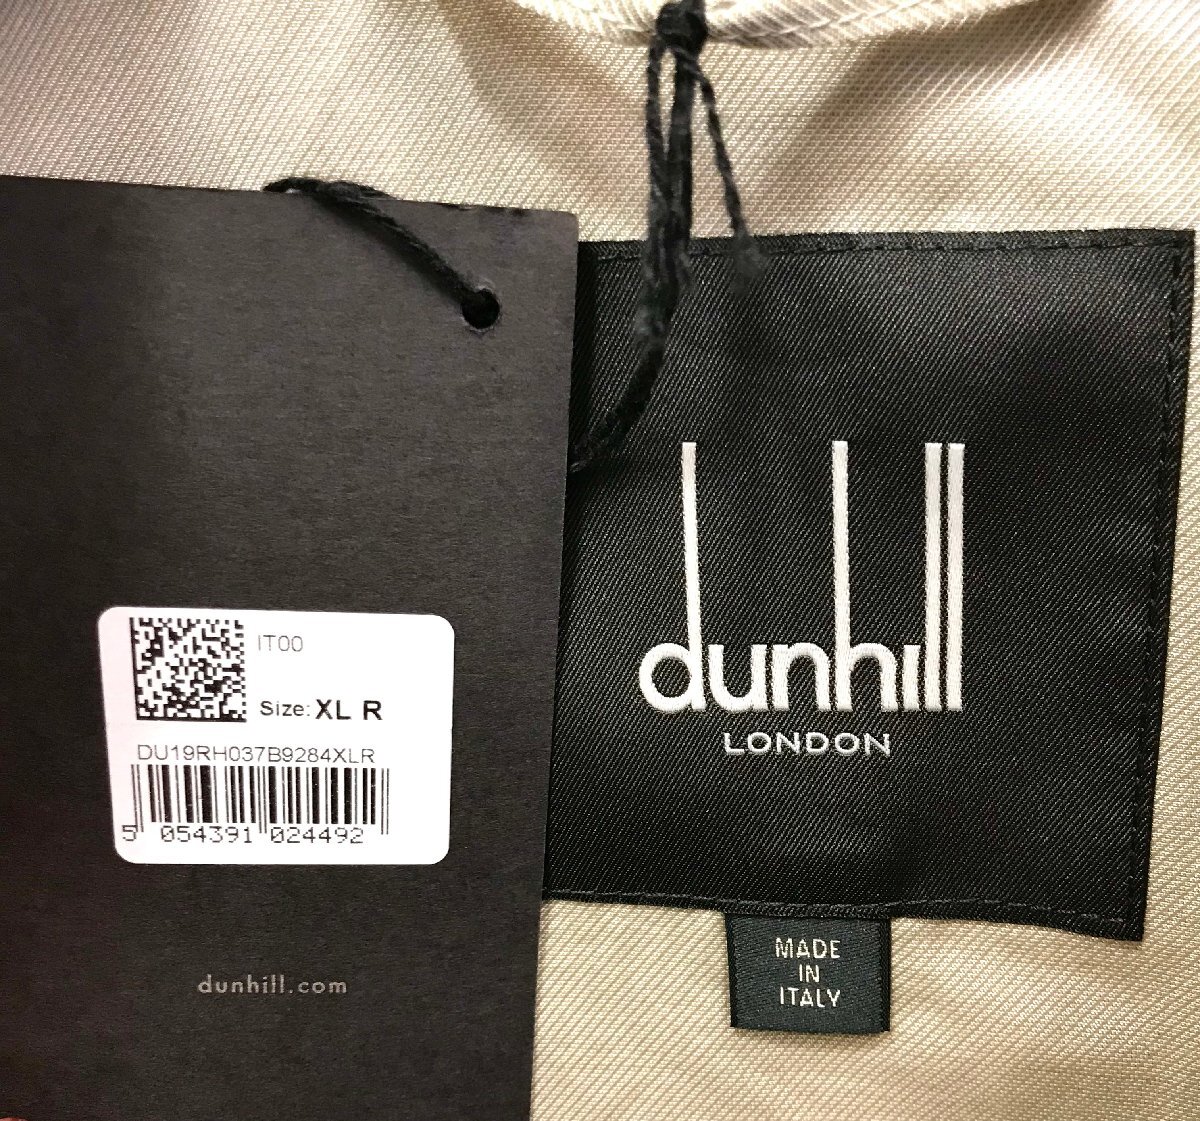 IT00
Size: XL R
DU19RH037B9284XLR
5 054391 024492
dunhill.com
dunhill
LONDON
MADE
IN
ITALY